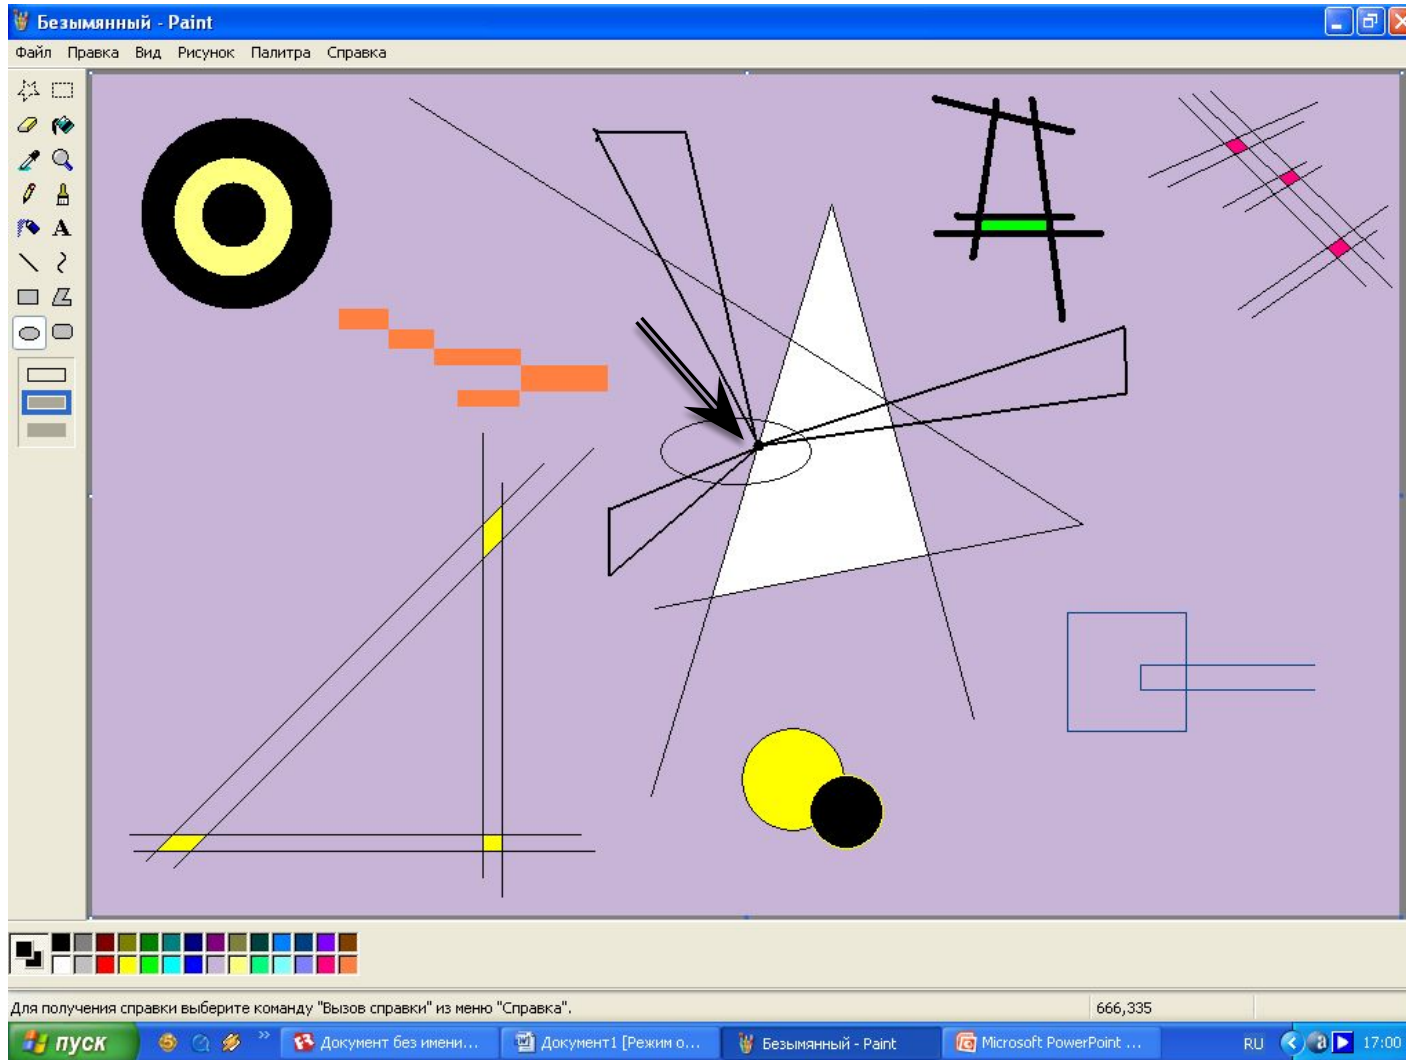 Безымянный - Paint
Файл Правка Вид Рисунок Палитра Справка
A
Для получения справки выберите команду "Вызов справки" из меню "Справка".
666,335
пуск
»
Документ без имени...
Документ1 [Режим о...
Безымянный - Paint
Microsoft PowerPoint ...
RU
17:00